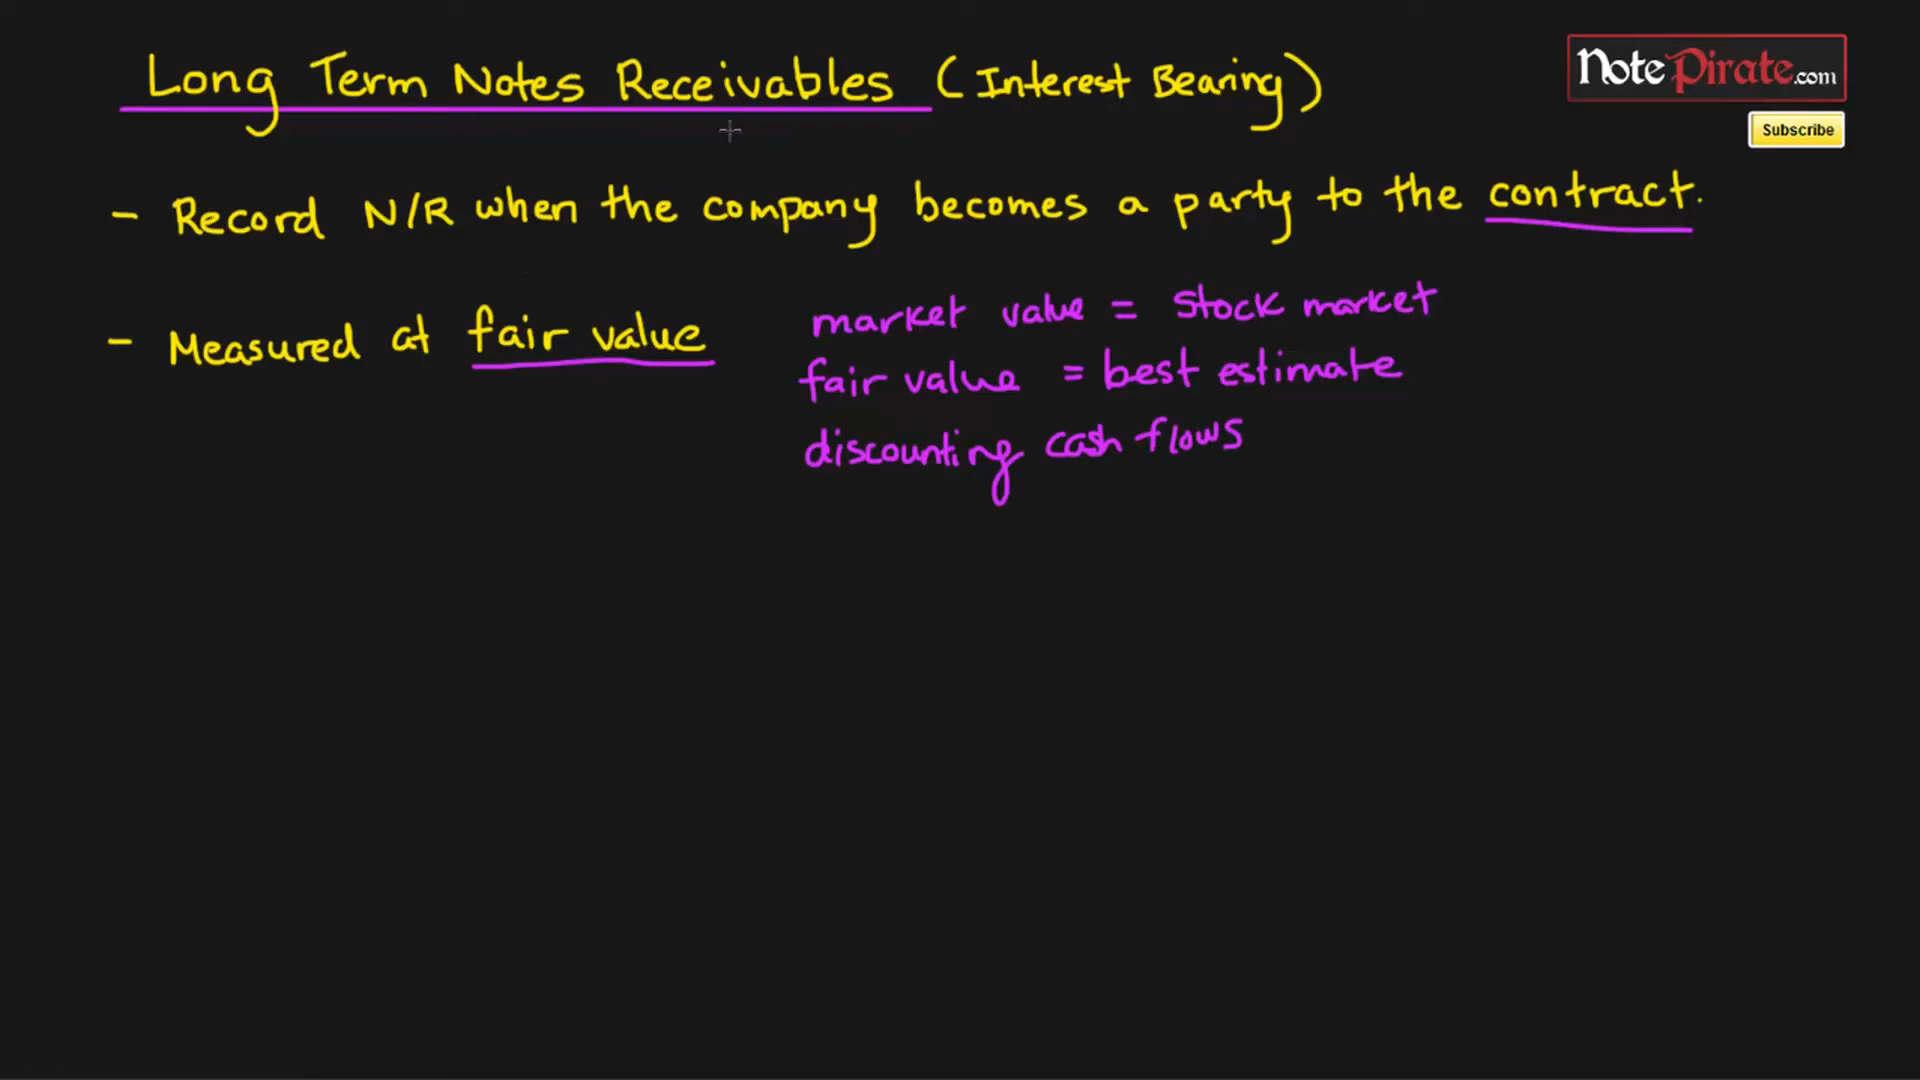 Long Term Notes Receivables (Interest Bearing)
NotePirate.com
Subscribe
- Record N/R when the company becomes a party to the contract.
- Measured at fair value
market value = stock market
fair value = best estimate
discounting cash flows